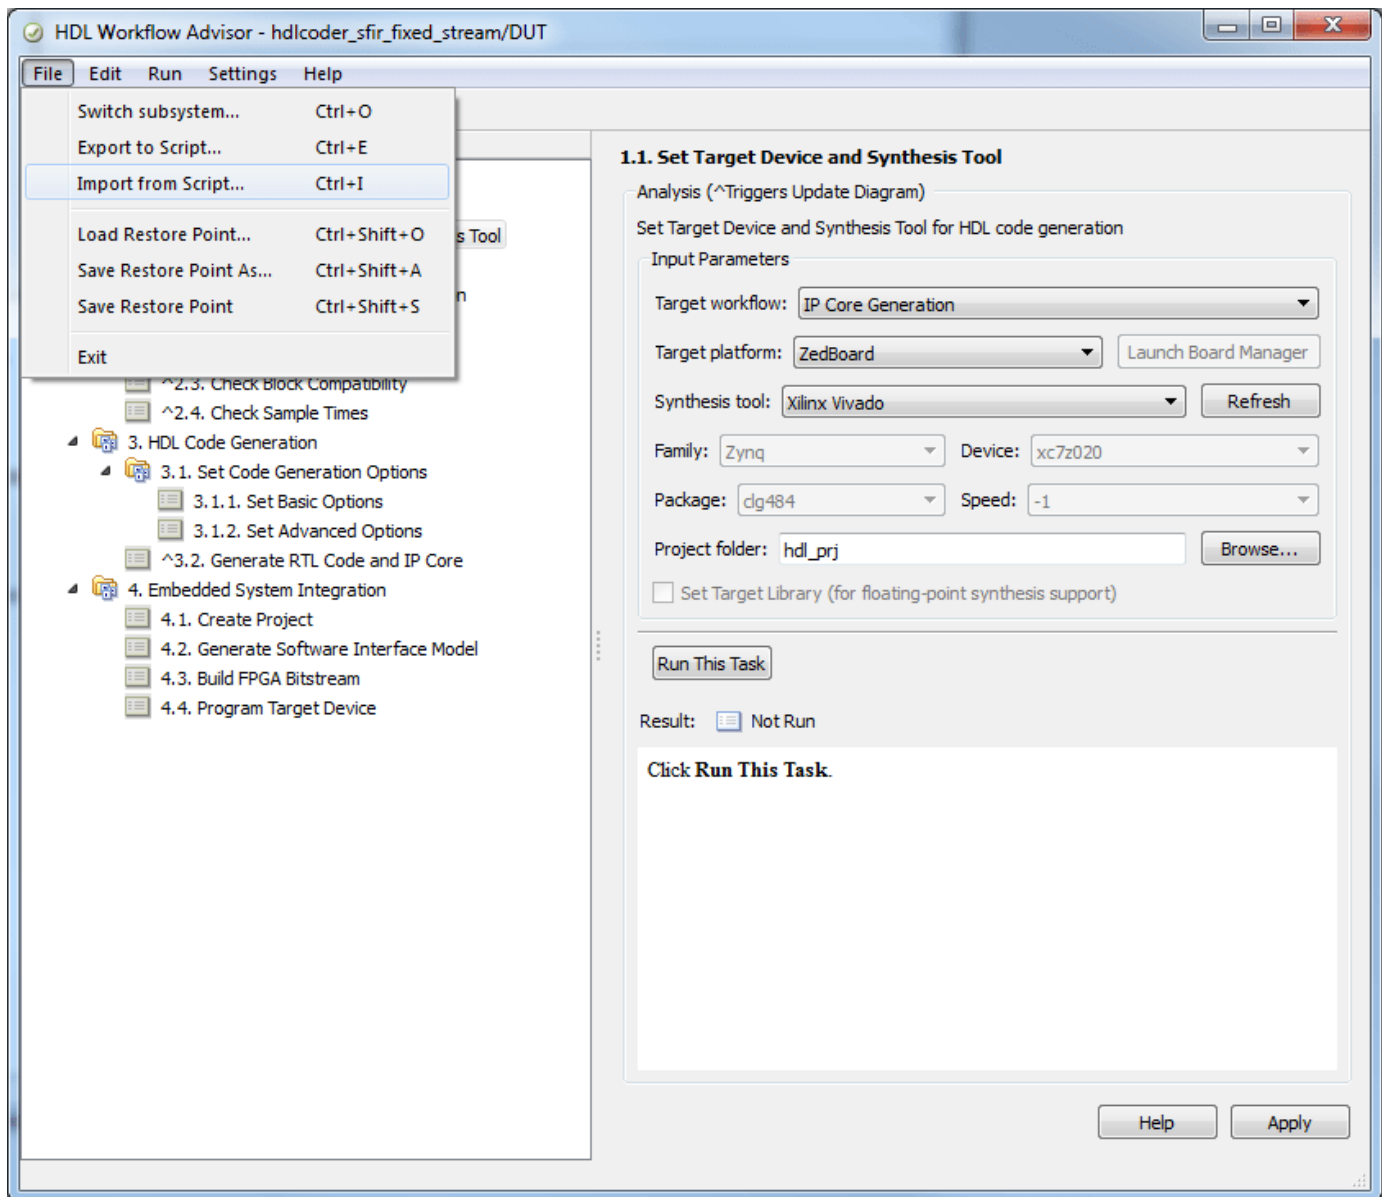 HDL Workflow Advisor - hdlcoder_sfir_fixed_stream/DUT
File Edit Run Settings Help
Switch subsystem... Ctrl+O
Export to Script... Ctrl+E
Import from Script... Ctrl+I
Load Restore Point... Ctrl+Shift+O
Save Restore Point As... Ctrl+Shift+A
Save Restore Point Ctrl+Shift+S
Exit
s Tool
n
^2.3. Check Block Compatibility
^2.4. Check Sample Times
3. HDL Code Generation
3.1. Set Code Generation Options
3.1.1. Set Basic Options
3.1.2. Set Advanced Options
^3.2. Generate RTL Code and IP Core
4. Embedded System Integration
4.1. Create Project
4.2. Generate Software Interface Model
4.3. Build FPGA Bitstream
4.4. Program Target Device
1.1. Set Target Device and Synthesis Tool
Analysis (^Triggers Update Diagram)
Set Target Device and Synthesis Tool for HDL code generation
Input Parameters
Target workflow: IP Core Generation
Target platform: ZedBoard Launch Board Manager
Synthesis tool: Xilinx Vivado Refresh
Family: Zynq Device: xc7z020
Package: clg484 Speed: -1
Project folder: hdl_prj Browse...
Set Target Library (for floating-point synthesis support)
Run This Task
Result: Not Run
Click Run This Task.
Help Apply